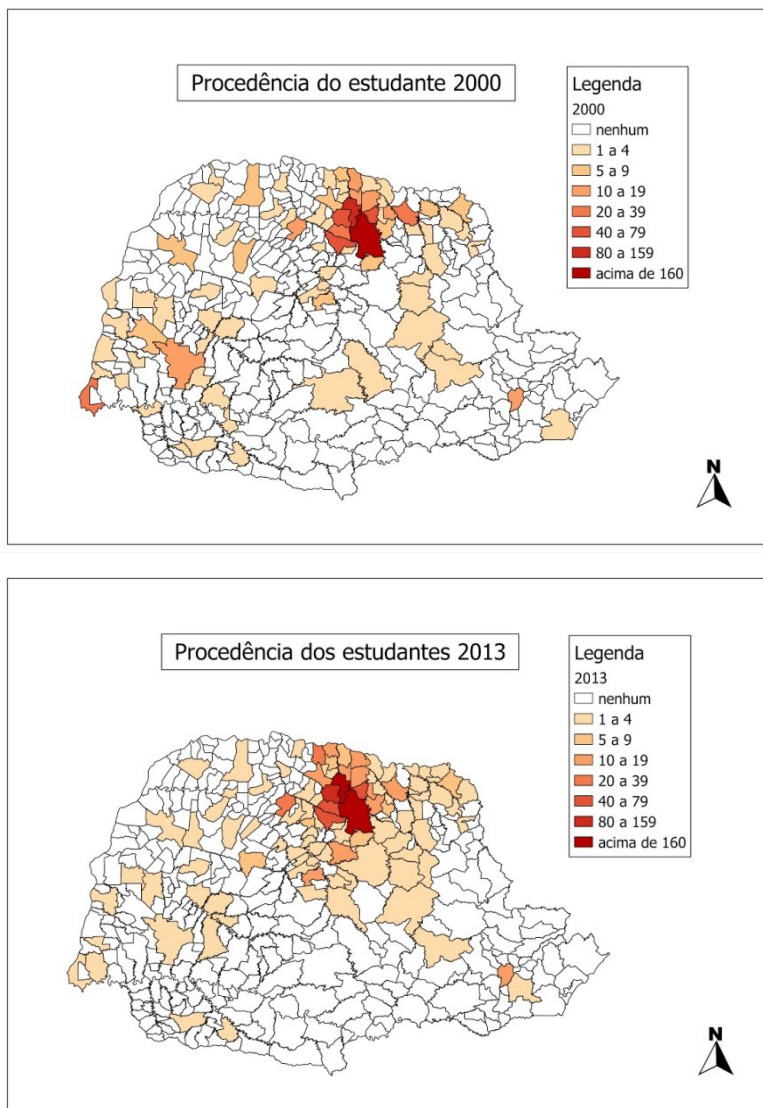 Procedência do estudante 2000
Legenda
2000
nenhum
1 a 4
5 a 9
10 a 19
20 a 39
40 a 79
80 a 159
acima de 160
N
Procedência dos estudantes 2013
Legenda
2013
nenhum
1 a 4
5 a 9
10 a 19
20 a 39
40 a 79
80 a 159
acima de 160
N